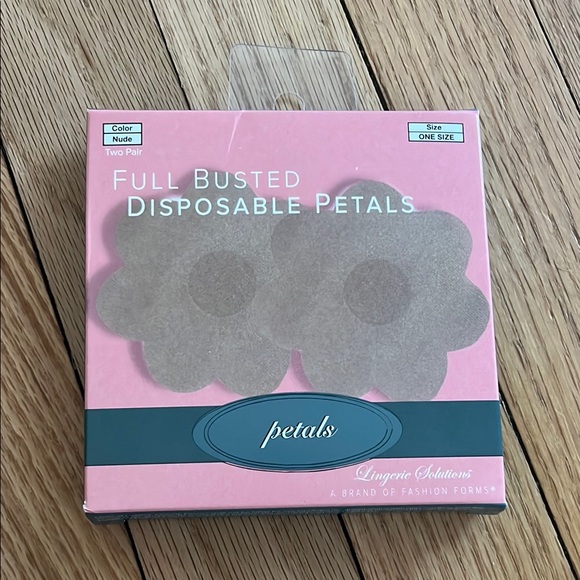 Color
Nude
Two Pair
Size
ONE SIZE
FULL BUSTED
DISPOSABLE PETALS
petals
Lingerie Solutions
A BRAND OF FASHION FORMS®